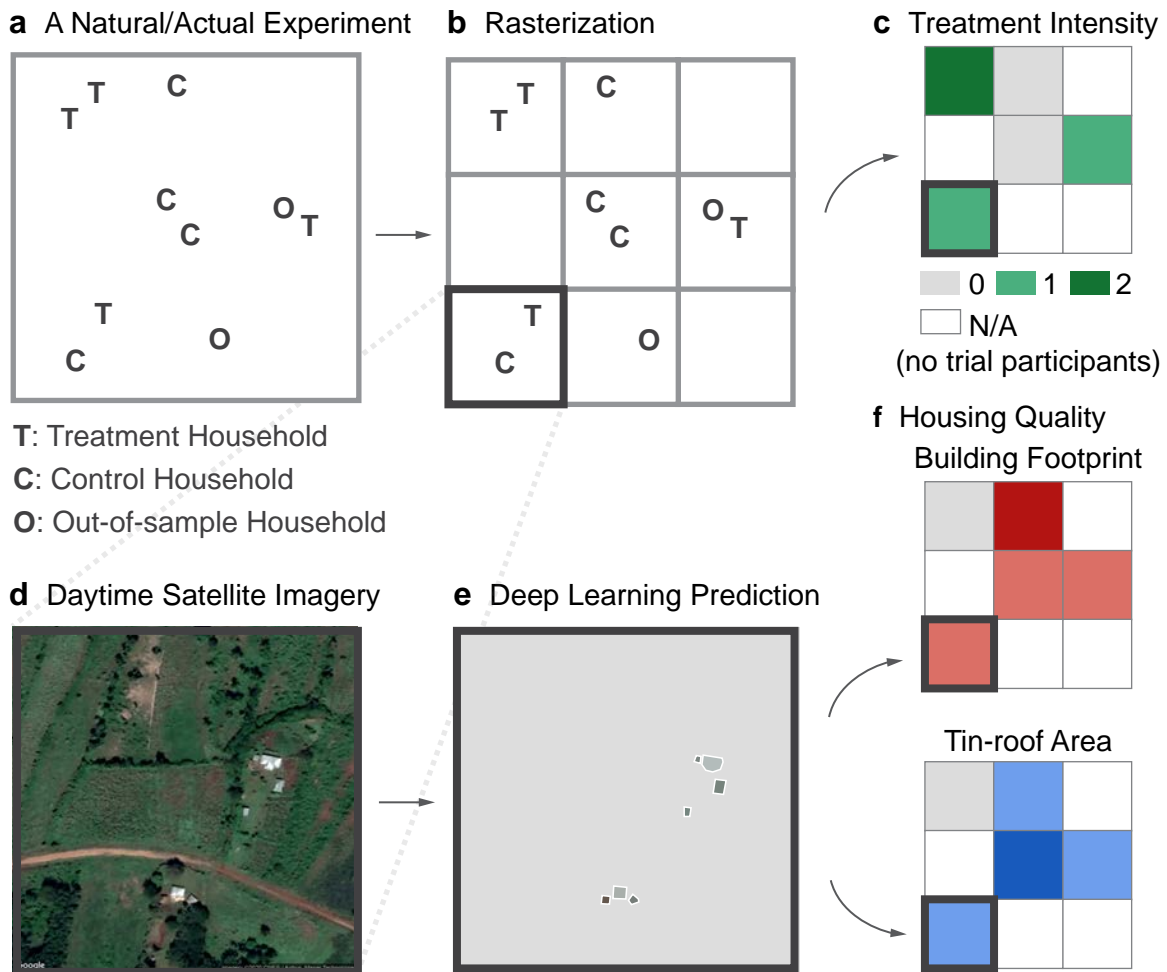 a A Natural/Actual Experiment
T
T
C
C
C
O
T
T
C
O
T: Treatment Household
C: Control Household
O: Out-of-sample Household
b Rasterization
T
T
C
C
C
O
T
T
C
O
c Treatment Intensity
0 1 2
N/A
(no trial participants)
d Daytime Satellite Imagery
Google
e Deep Learning Prediction
f Housing Quality
Building Footprint
Tin-roof Area